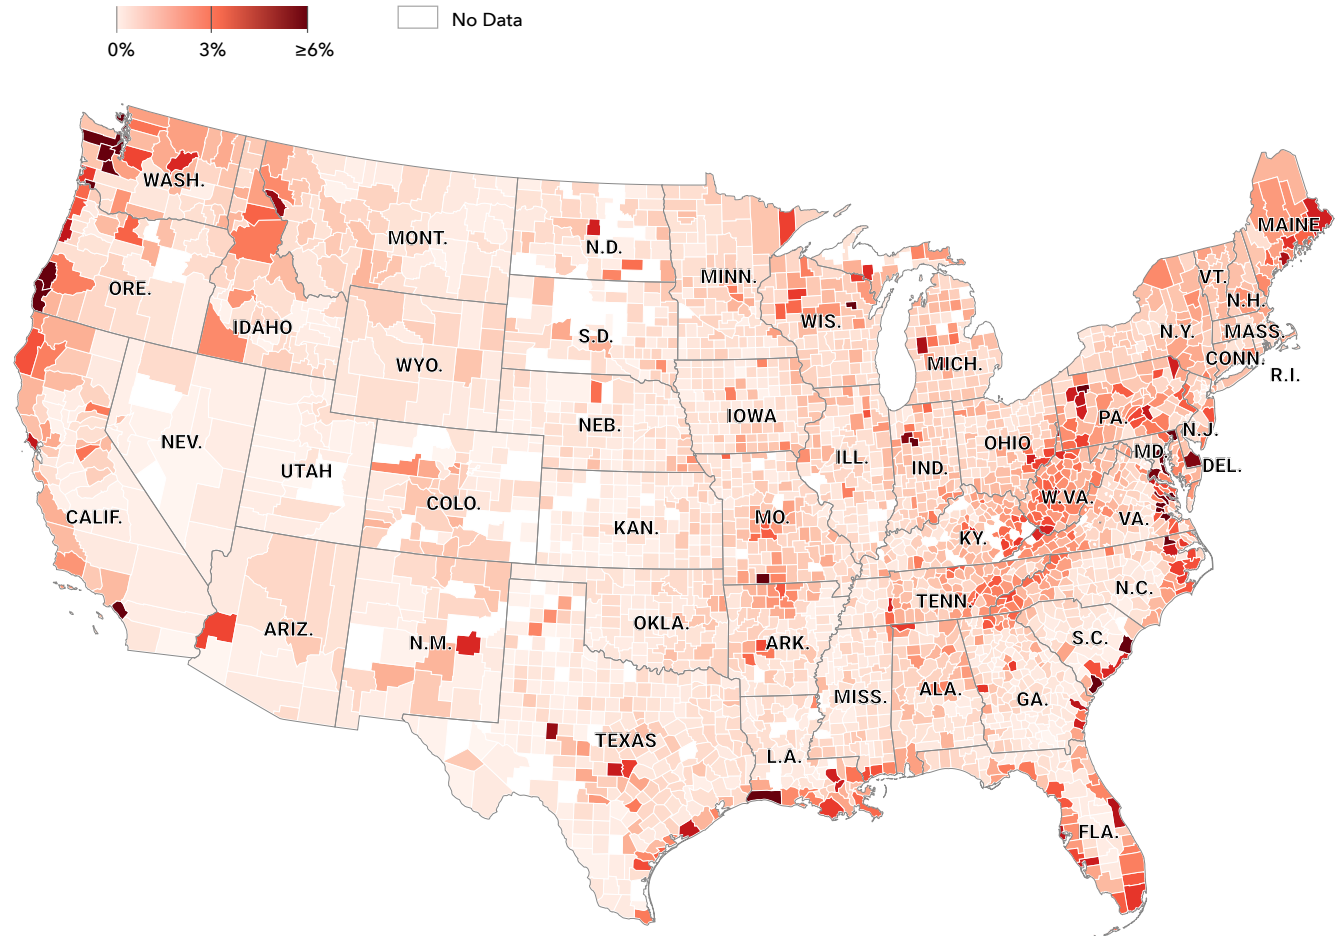 No Data
0% 3% ≥6%
WASH.
MAINE
MONT.
N.D.
VT.
MINN.
ORE.
N.H.
IDAHO
WIS.
N.Y.
MASS.
S.D.
CONN.
WYO.
MICH.
R.I.
IOWA
PA.
NEB.
N.J.
NEV.
OHIO
MD.
ILL.
IND.
DEL.
UTAH
COLO.
W.VA.
CALIF.
MO.
VA.
KAN.
KY.
N.C.
TENN.
OKLA.
ARIZ.
S.C.
N.M.
ARK.
ALA.
MISS.
GA.
TEXAS
L.A.
FLA.